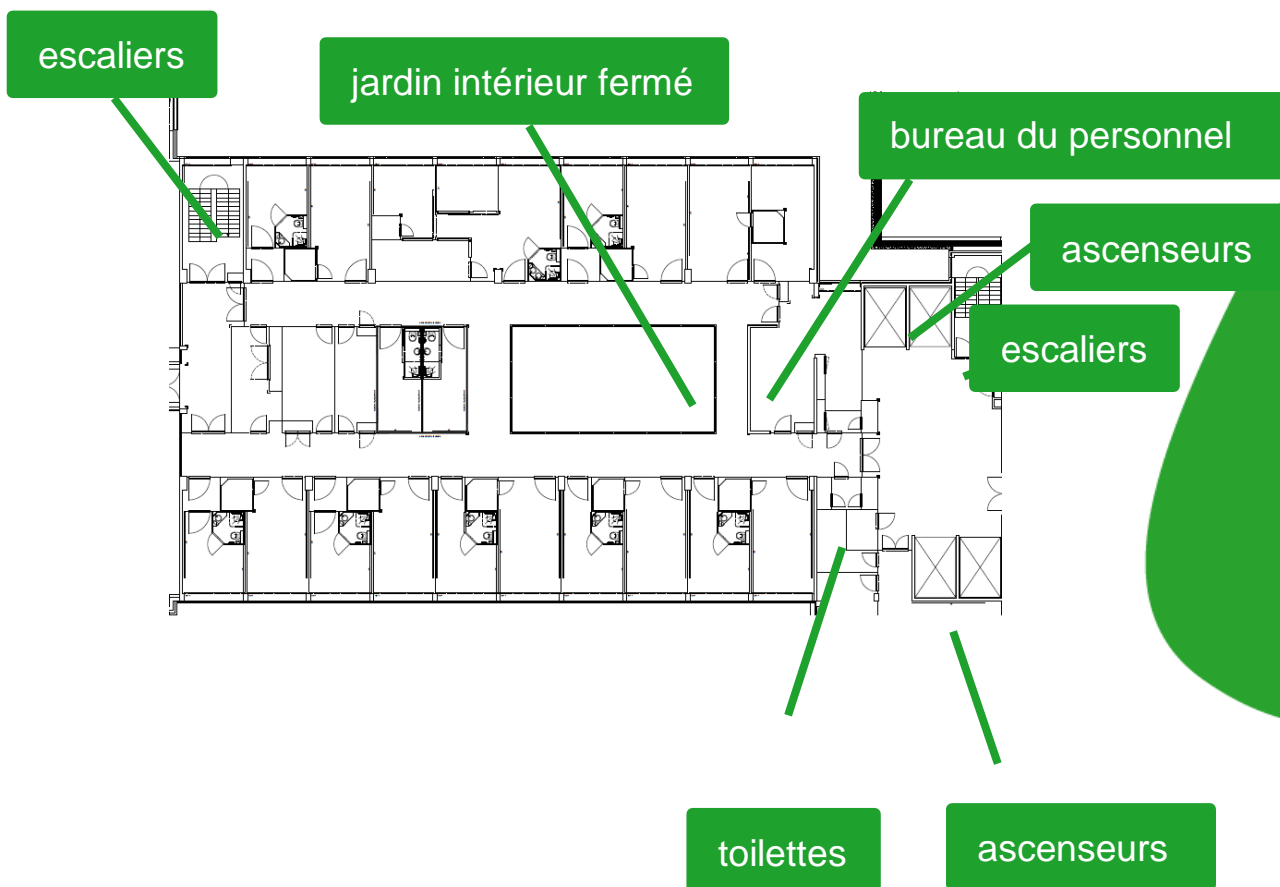 escaliers
jardin intérieur fermé
bureau du personnel
ascenseurs
escaliers
toilettes
ascenseurs